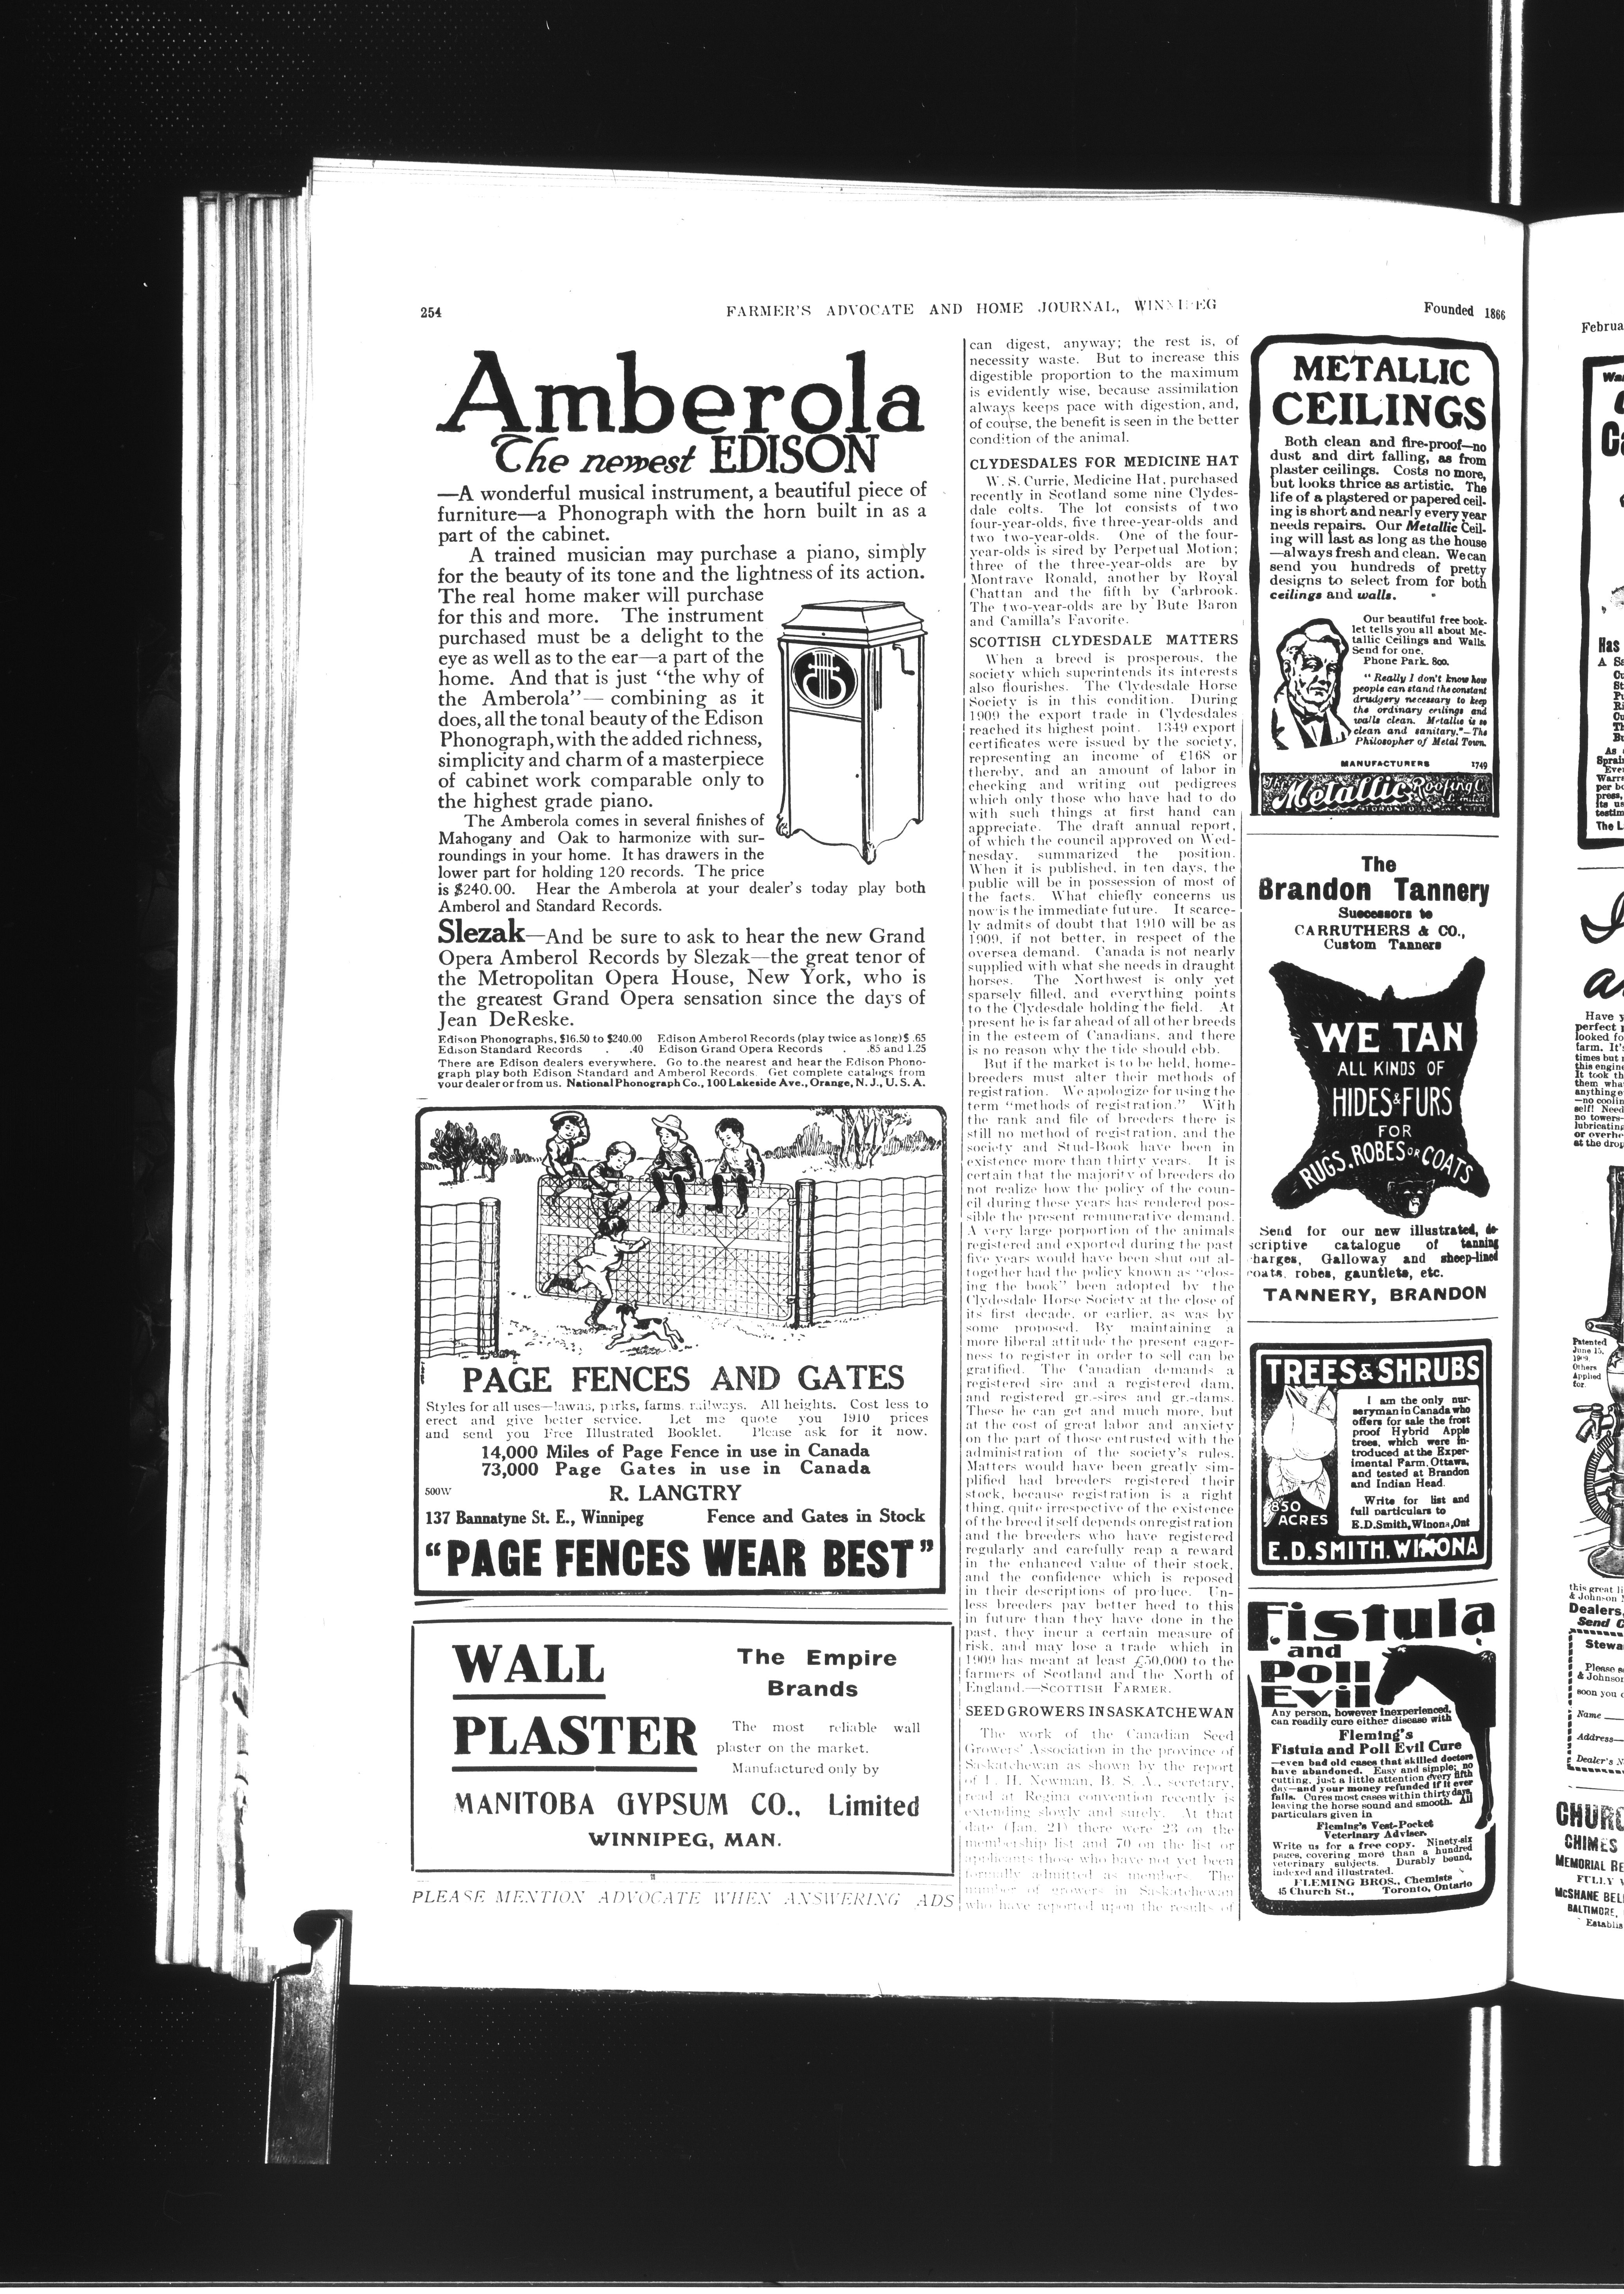 254
FARMER'S ADVOCATE AND HOME JOURNAL, WINNIPEG
Founded 1866
Amberola
The newest EDISON
—A wonderful musical instrument, a beautiful piece of
furniture—a Phonograph with the horn built in as a
part of the cabinet.
A trained musician may purchase a piano, simply
for the beauty of its tone and the lightness of its action.
The real home maker will purchase
for this and more. The instrument
purchased must be a delight to the
eye as well as to the ear—a part of the
home. And that is just "the why of
the Amberola"— combining as it
does, all the tonal beauty of the Edison
Phonograph, with the added richness,
simplicity and charm of a masterpiece
of cabinet work comparable only to
the highest grade piano.
The Amberola comes in several finishes of
Mahogany and Oak to harmonize with sur-
roundings in your home. It has drawers in the
lower part for holding 120 records. The price
is $240.00. Hear the Amberola at your dealer's today play both
Amberol and Standard Records.
Slezak—And be sure to ask to hear the new Grand
Opera Amberol Records by Slezak—the great tenor of
the Metropolitan Opera House, New York, who is
the greatest Grand Opera sensation since the days of
Jean DeReske.
Edison Phonographs, $16.50 to $240.00 Edison Amberol Records (play twice as long) $ .65
Edison Standard Records . .40 Edison Grand Opera Records . .85 and 1.25
There are Edison dealers everywhere. Go to the nearest and hear the Edison Phono-
graph play both Edison Standard and Amberol Records. Get complete catalogs from
your dealer or from us. National Phonograph Co., 100 Lakeside Ave., Orange, N. J., U. S. A.
PAGE FENCES AND GATES
Styles for all uses—lawns, parks, farms, railways. All heights. Cost less to
erect and give better service. Let me quote you 1910 prices
and send you Free Illustrated Booklet. Please ask for it now.
14,000 Miles of Page Fence in use in Canada
73,000 Page Gates in use in Canada
500W
R. LANGTRY
137 Bannatyne St. E., Winnipeg Fence and Gates in Stock
"PAGE FENCES WEAR BEST"
WALL
PLASTER
The Empire
Brands
The most reliable wall
plaster on the market.
Manufactured only by
MANITOBA GYPSUM CO., Limited
WINNIPEG, MAN.
PLEASE MENTION ADVOCATE WHEN ANSWERING ADS
can digest, anyway; the rest is, of
necessity waste. But to increase this
digestible proportion to the maximum
is evidently wise, because assimilation
always keeps pace with digestion, and,
of course, the benefit is seen in the better
condition of the animal.
CLYDESDALES FOR MEDICINE HAT
W. S. Currie, Medicine Hat, purchased
recently in Scotland some nine Clydes-
dale colts. The lot consists of two
four-year-olds, five three-year-olds and
two two-year-olds. One of the four-
year-olds is sired by Perpetual Motion;
three of the three-year-olds are by
Montrave Ronald, another by Royal
Chattan and the fifth by Carbrook.
The two-year-olds are by Bute Baron
and Camilla's Favorite.
SCOTTISH CLYDESDALE MATTERS
When a breed is prosperous, the
society which superintends its interests
also flourishes. The Clydesdale Horse
Society is in this condition. During
1909 the export trade in Clydesdales
reached its highest point. 1349 export
certificates were issued by the society,
representing an income of £168 or
thereby, and an amount of labor in
checking and writing out pedigrees
which only those who have had to do
with such things at first hand can
appreciate. The draft annual report,
of which the council approved on Wed-
nesday, summarized the position.
When it is published, in ten days, the
public will be in possession of most of
the facts. What chiefly concerns us
now is the immediate future. It scarce-
ly admits of doubt that 1910 will be as
1909, if not better, in respect of the
oversea demand. Canada is not nearly
supplied with what she needs in draught
horses. The Northwest is only yet
sparsely filled, and everything points
to the Clydesdale holding the field. At
present he is far ahead of all other breeds
in the esteem of Canadians, and there
is no reason why the tide should ebb.
But if the market is to be held, home-
breeders must alter their methods of
registration. We apologize for using the
term "methods of registration." With
the rank and file of breeders there is
still no method of registration, and the
society and Stud-Book have been in
existence more than thirty years. It is
certain that the majority of breeders do
not realize how the policy of the coun-
cil during these years has rendered pos-
sible the present remunerative demand.
A very large porportion of the animals
registered and exported during the past
five years would have been shut out al-
together had the policy known as "clos-
ing the book" been adopted by the
Clydesdale Horse Society at the close of
its first decade, or earlier, as was by
some proposed. By maintaining a
more liberal attitude the present eager-
ness to register in order to sell can be
gratified. The Canadian demands a
registered sire and a registered dam,
and registered gr.-sires and gr.-dams.
These he can get and much more, but
at the cost of great labor and anxiety
on the part of those entrusted with the
administration of the society's rules.
Matters would have been greatly sim-
plified had breeders registered their
stock, because registration is a right
thing, quite irrespective of the existence
of the breed itself depends onregistration
and the breeders who have registered
regularly and carefully reap a reward
in the enhanced value of their stock,
and the confidence which is reposed
in their descriptions of produce. Un-
less breeders pay better heed to this
in future than they have done in the
past, they incur a certain measure of
risk, and may lose a trade which in
1909 has meant at least £50,000 to the
farmers of Scotland and the North of
England.—SCOTTISH FARMER.
SEED GROWERS IN SASKATCHEWAN
The work of the Canadian Seed
Growers' Association in the province of
Saskatchewan as shown by the report
of L. H. Newman, B. S. A., secretary,
read at Regina convention recently is
extending slowly and surely. At that
date (Jan. 21) there were 23 on the
membership list and 70 on the list or
applicants those who have not yet been
formally admitted as members. The
number of growers in Saskatchewan
who have reported upon the results of
METALLIC
CEILINGS
Both clean and fire-proof—no
dust and dirt falling, as from
plaster ceilings. Costs no more,
but looks thrice as artistic. The
life of a plastered or papered ceil-
ing is short and nearly every year
needs repairs. Our Metallic Ceil-
ing will last as long as the house
—always fresh and clean. We can
send you hundreds of pretty
designs to select from for both
ceilings and walls.
Our beautiful free book-
let tells you all about Me-
tallic Ceilings and Walls.
Send for one.
Phone Park. 800.
"Really I don't know how
people can stand the constant
drudgery necessary to keep
the ordinary ceilings and
walls clean. Metallic is so
clean and sanitary."—The
Philosopher of Metal Town.
MANUFACTURERS 1749
The Metallic Roofing Co.
Limited
The
Brandon Tannery
Successors to
CARRUTHERS & CO.,
Custom Tanners
WE TAN
ALL KINDS OF
HIDES & FURS
FOR
RUGS, ROBES OR COATS
Send for our new illustrated, de-
scriptive catalogue of tanning
charges, Galloway and sheep-lined
coats, robes, gauntlets, etc.
TANNERY, BRANDON
TREES & SHRUBS
I am the only nur-
seryman in Canada who
offers for sale the frost
proof Hybrid Apple
trees, which were in-
troduced at the Exper-
imental Farm, Ottawa,
and tested at Brandon
and Indian Head.
Write for list and
full particulars to
E.D.Smith, Winona, Ont
850
ACRES
E.D.SMITH. WINONA
Fistula
and
Poll
Evil
Any person, however inexperienced,
can readily cure either disease with
Fleming's
Fistula and Poll Evil Cure
—even bad old cases that skilled doctors
have abandoned. Easy and simple; no
cutting, just a little attention every fifth
day—and your money refunded if it ever
fails. Cures most cases within thirty days,
leaving the horse sound and smooth. All
particulars given in
Fleming's Vest-Pocket
Veterinary Adviser.
Write us for a free copy. Ninety-six
pages, covering more than a hundred
veterinary subjects. Durably bound,
indexed and illustrated.
FLEMING BROS., Chemists
45 Church St., Toronto, Ontario
Februa
Has
Have y
perfect
looked fo
farm. It's
times but
this engin
It took th
them wha
anything e
—no coolin
self! Need
no towers—
lubricating
or overhe
at the drop
Patented
June 15,
1909.
Others
Applied
for.
this great li
& Johnson
Dealers,
Send C
Stewa
Please
& Johnson
soon you
Name
Address
Dealer's N
CHURC
CHIMES
MEMORIAL BE
FULLY
McSHANE BEL
BALTIMORE,
Establis